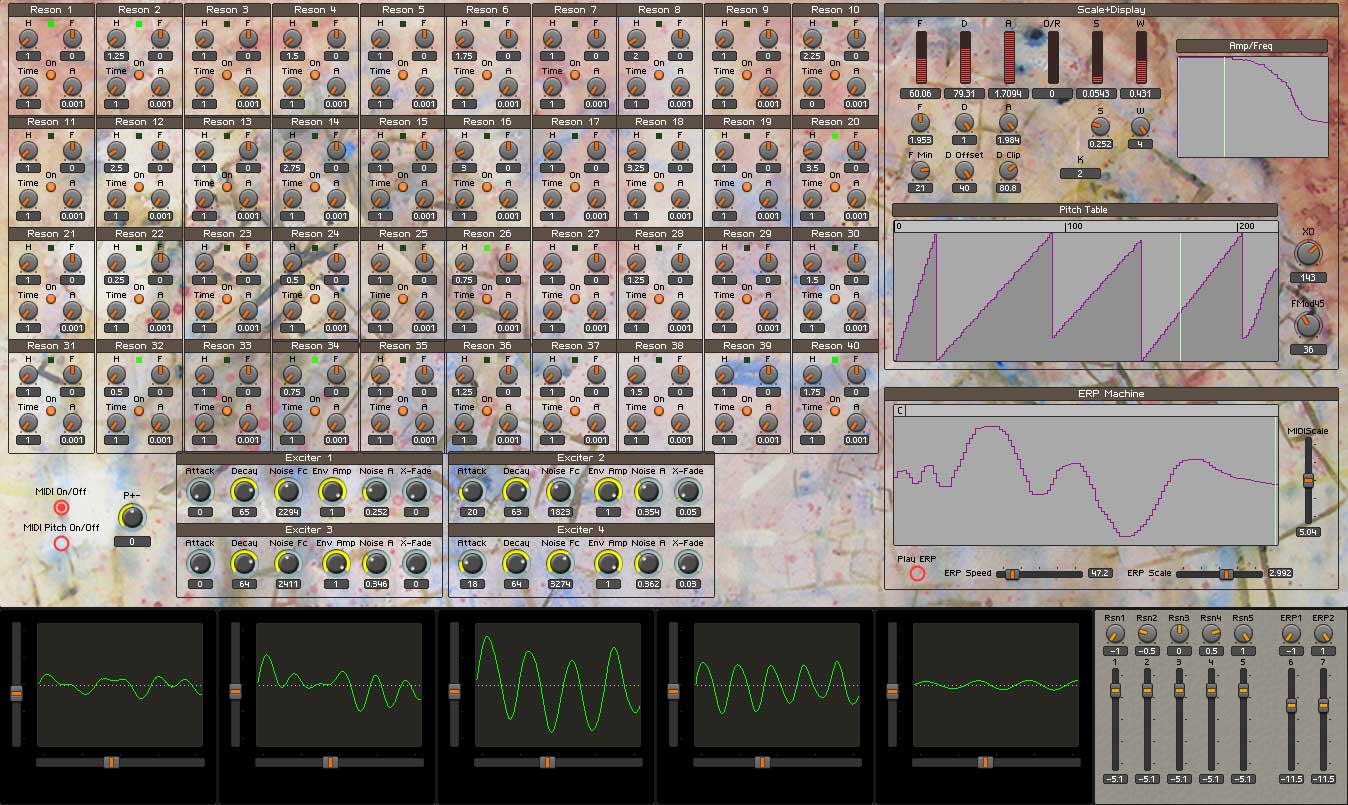 Reson 1 Reson 2 Reson 3 Reson 4 Reson 5 Reson 6 Reson 7 Reson 8 Reson 9 Reson 10
H F H F H F H F H F H F H F H F H F H F
1 0 1.25 0 1 0 1.5 0 1 0 1.75 0 1 0 2 0 1 0 2.25 0
Time On A Time On A Time On A Time On A Time On A Time On A Time On A Time On A Time On A Time On A
1 0.001 1 0.001 1 0.001 1 0.001 1 0.001 1 0.001 1 0.001 1 0.001 1 0.001 0 0.001
Reson 11 Reson 12 Reson 13 Reson 14 Reson 15 Reson 16 Reson 17 Reson 18 Reson 19 Reson 20
H F H F H F H F H F H F H F H F H F H F
1 0 2.5 0 1 0 2.75 0 1 0 3 0 1 0 3.25 0 1 0 3.5 0
Time On A Time On A Time On A Time On A Time On A Time On A Time On A Time On A Time On A Time On A
1 0.001 1 0.001 1 0.001 1 0.001 1 0.001 1 0.001 1 0.001 1 0.001 1 0.001 1 0.001
Reson 21 Reson 22 Reson 23 Reson 24 Reson 25 Reson 26 Reson 27 Reson 28 Reson 29 Reson 30
H F H F H F H F H F H F H F H F H F H F
1 0 0.25 0 1 0 0.5 0 1 0 0.75 0 1 0 1.25 0 1 0 1.5 0
Time On A Time On A Time On A Time On A Time On A Time On A Time On A Time On A Time On A Time On A
1 0.001 1 0.001 1 0.001 1 0.001 1 0.001 1 0.001 1 0.001 1 0.001 1 0.001 1 0.001
Reson 31 Reson 32 Reson 33 Reson 34 Reson 35 Reson 36 Reson 37 Reson 38 Reson 39 Reson 40
H F H F H F H F H F H F H F H F H F H F
1 0 0.5 0 1 0 0.75 0 1 0 1.25 0 1 0 1.5 0 1 0 1.75 0
Time On A Time On A Time On A Time On A Time On A Time On A Time On A Time On A Time On A Time On A
1 0.001 1 0.001 1 0.001 1 0.001 1 0.001 1 0.001 1 0.001 1 0.001 1 0.001 1 0.001
MIDI On/Off
MIDI Pitch On/Off
P+-
0
Exciter 1
Attack Decay Noise Fc Env Amp Noise A X-Fade
0 65 2294 1 0.252 0
Exciter 2
Attack Decay Noise Fc Env Amp Noise A X-Fade
20 63 1823 1 0.354 0.05
Exciter 3
Attack Decay Noise Fc Env Amp Noise A X-Fade
0 64 2411 1 0.346 0
Exciter 4
Attack Decay Noise Fc Env Amp Noise A X-Fade
18 64 3274 1 0.362 0.03
Scale+Display
F D A O/R S W
60.06 79.31 1.7094 0 0.0543 0.431
F D A S W
1.953 1 1.984 0.252 4
F Min D Offset D Clip K
21 40 80.8 2
Amp/Freq
Pitch Table
0 100 200
XO
143
FMod45
36
ERP Machine
C
MIDIScale
5.04
Play ERP
ERP Speed 47.2 ERP Scale 2.992
Rsn1 Rsn2 Rsn3 Rsn4 Rsn5 ERP1 ERP2
-1 -0.5 0 0.5 1 -1 1
1 2 3 4 5 6 7
-5.1 -5.1 -5.1 -5.1 -5.1 -11.5 -11.5